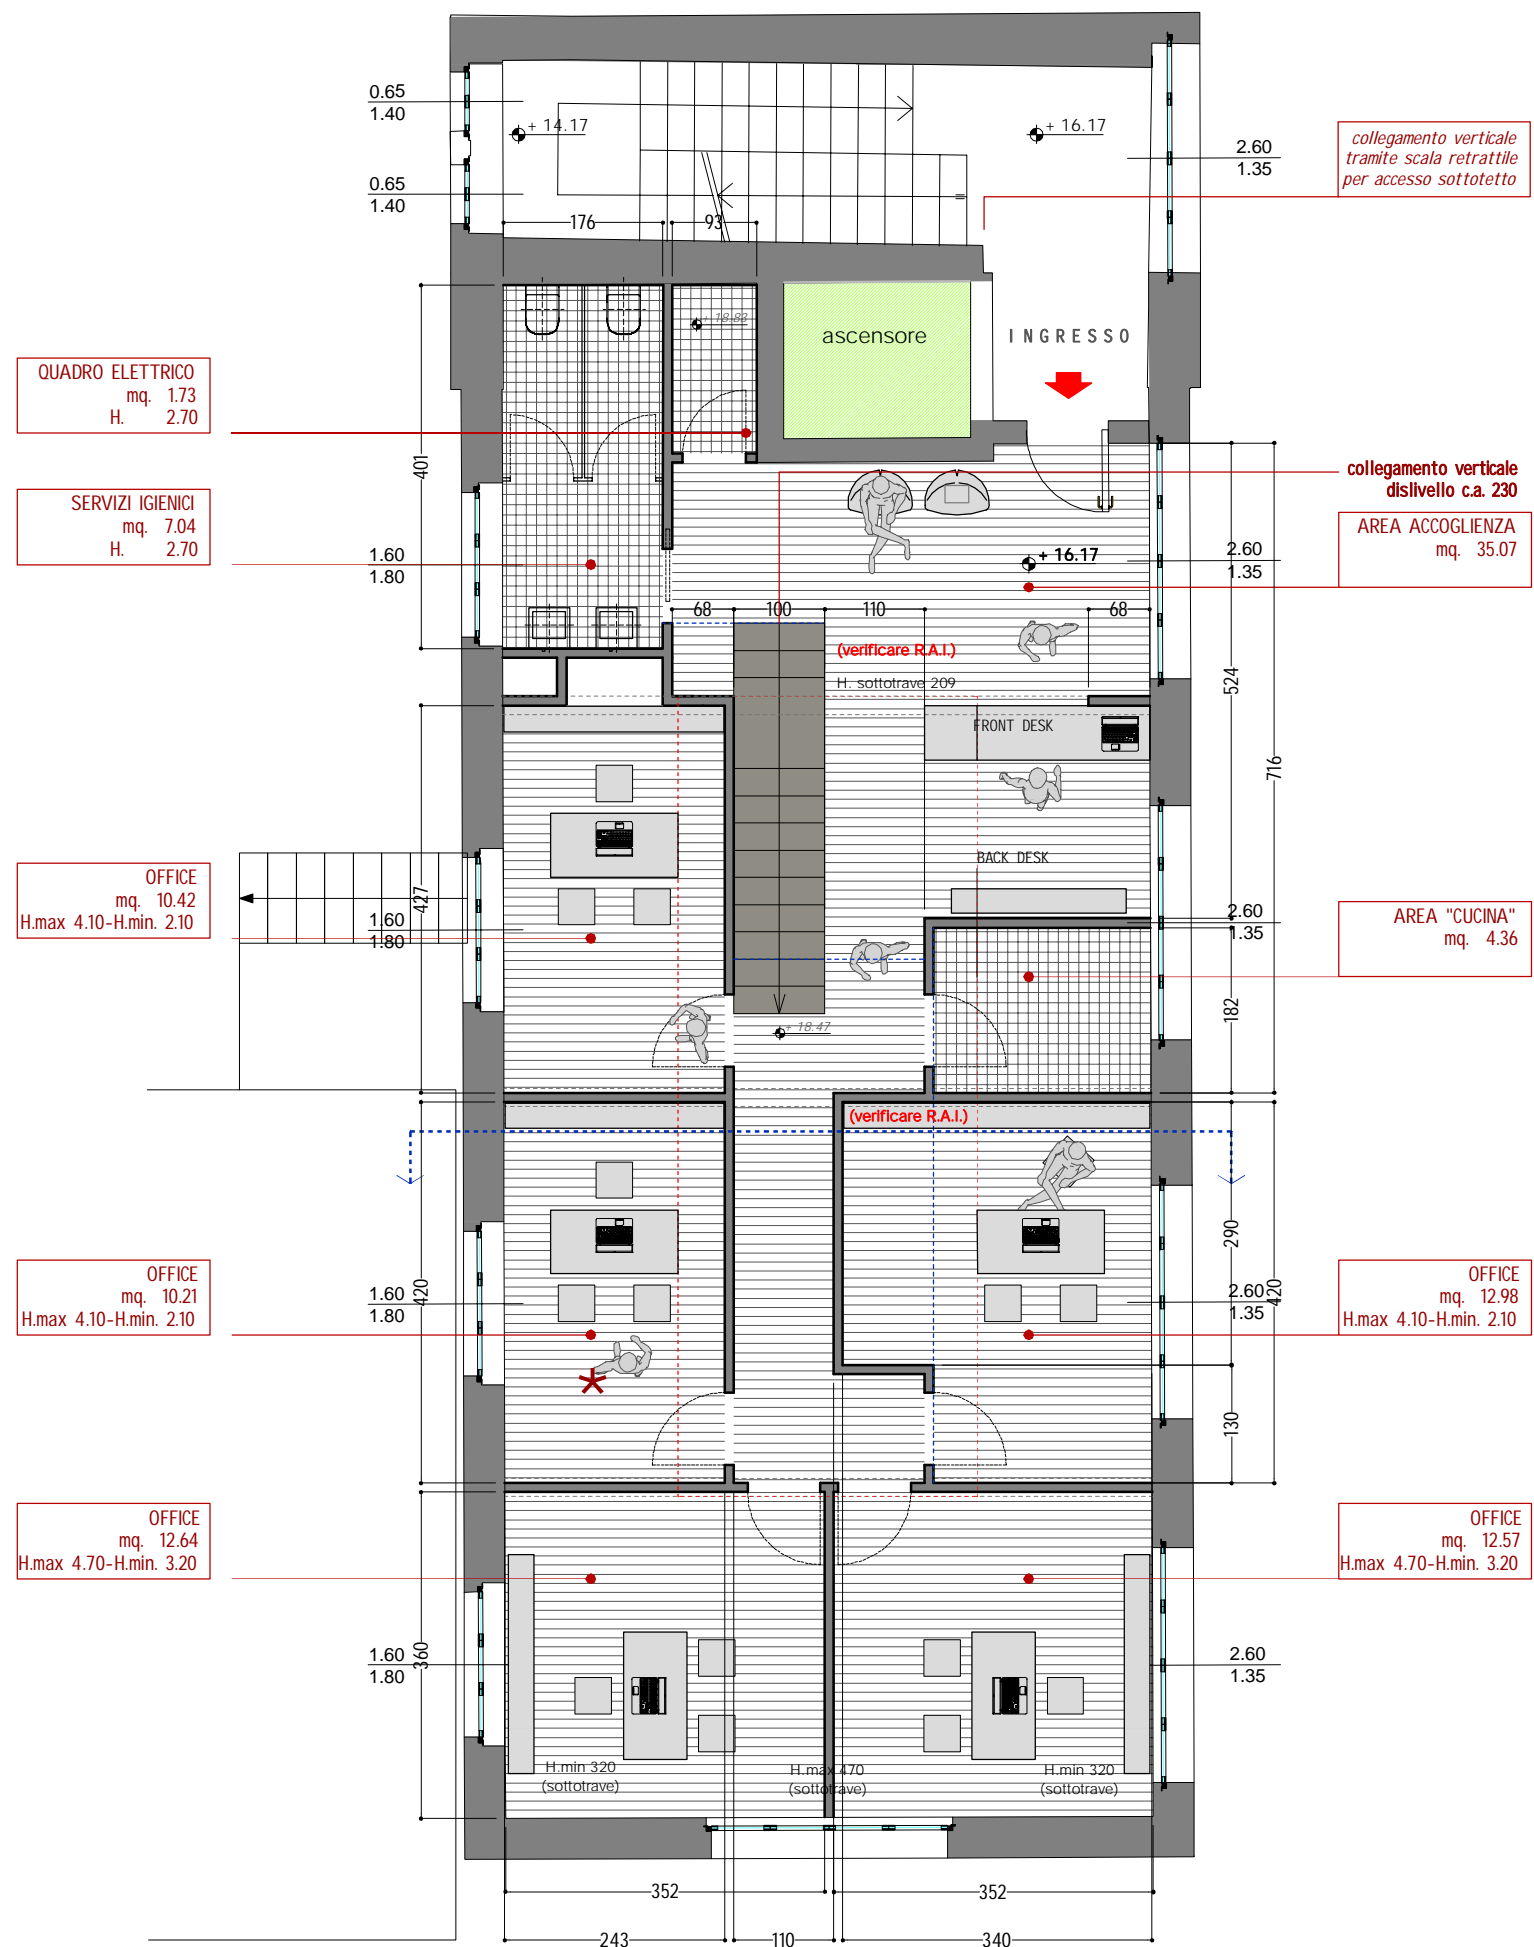 0.65
1.40
+ 14.17
+ 16.17
2.60
1.35
collegamento verticale
tramite scala retrattile
per accesso sottotetto
0.65
1.40
176
93
+ 18.83
ascensore
INGRESSO
QUADRO ELETTRICO
mq. 1.73
H. 2.70
401
collegamento verticale
dislivello c.a. 230
SERVIZI IGIENICI
mq. 7.04
H. 2.70
AREA ACCOGLIENZA
mq. 35.07
1.60
1.80
+ 16.17
2.60
1.35
68
100
110
68
(verificare R.A.I.)
H. sottotrave 209
524
FRONT DESK
716
BACK DESK
OFFICE
mq. 10.42
H.max 4.10-H.min. 2.10
427
1.60
1.80
2.60
1.35
AREA "CUCINA"
mq. 4.36
182
+ 18.47
(verificare R.A.I.)
290
OFFICE
mq. 10.21
H.max 4.10-H.min. 2.10
1.60
1.80
420
2.60
1.35
420
OFFICE
mq. 12.98
H.max 4.10-H.min. 2.10
130
OFFICE
mq. 12.64
H.max 4.70-H.min. 3.20
OFFICE
mq. 12.57
H.max 4.70-H.min. 3.20
1.60
1.80
360
2.60
1.35
H.min 320
(sottotrave)
H.max 470
(sottotrave)
H.min 320
(sottotrave)
352
352
243
110
340